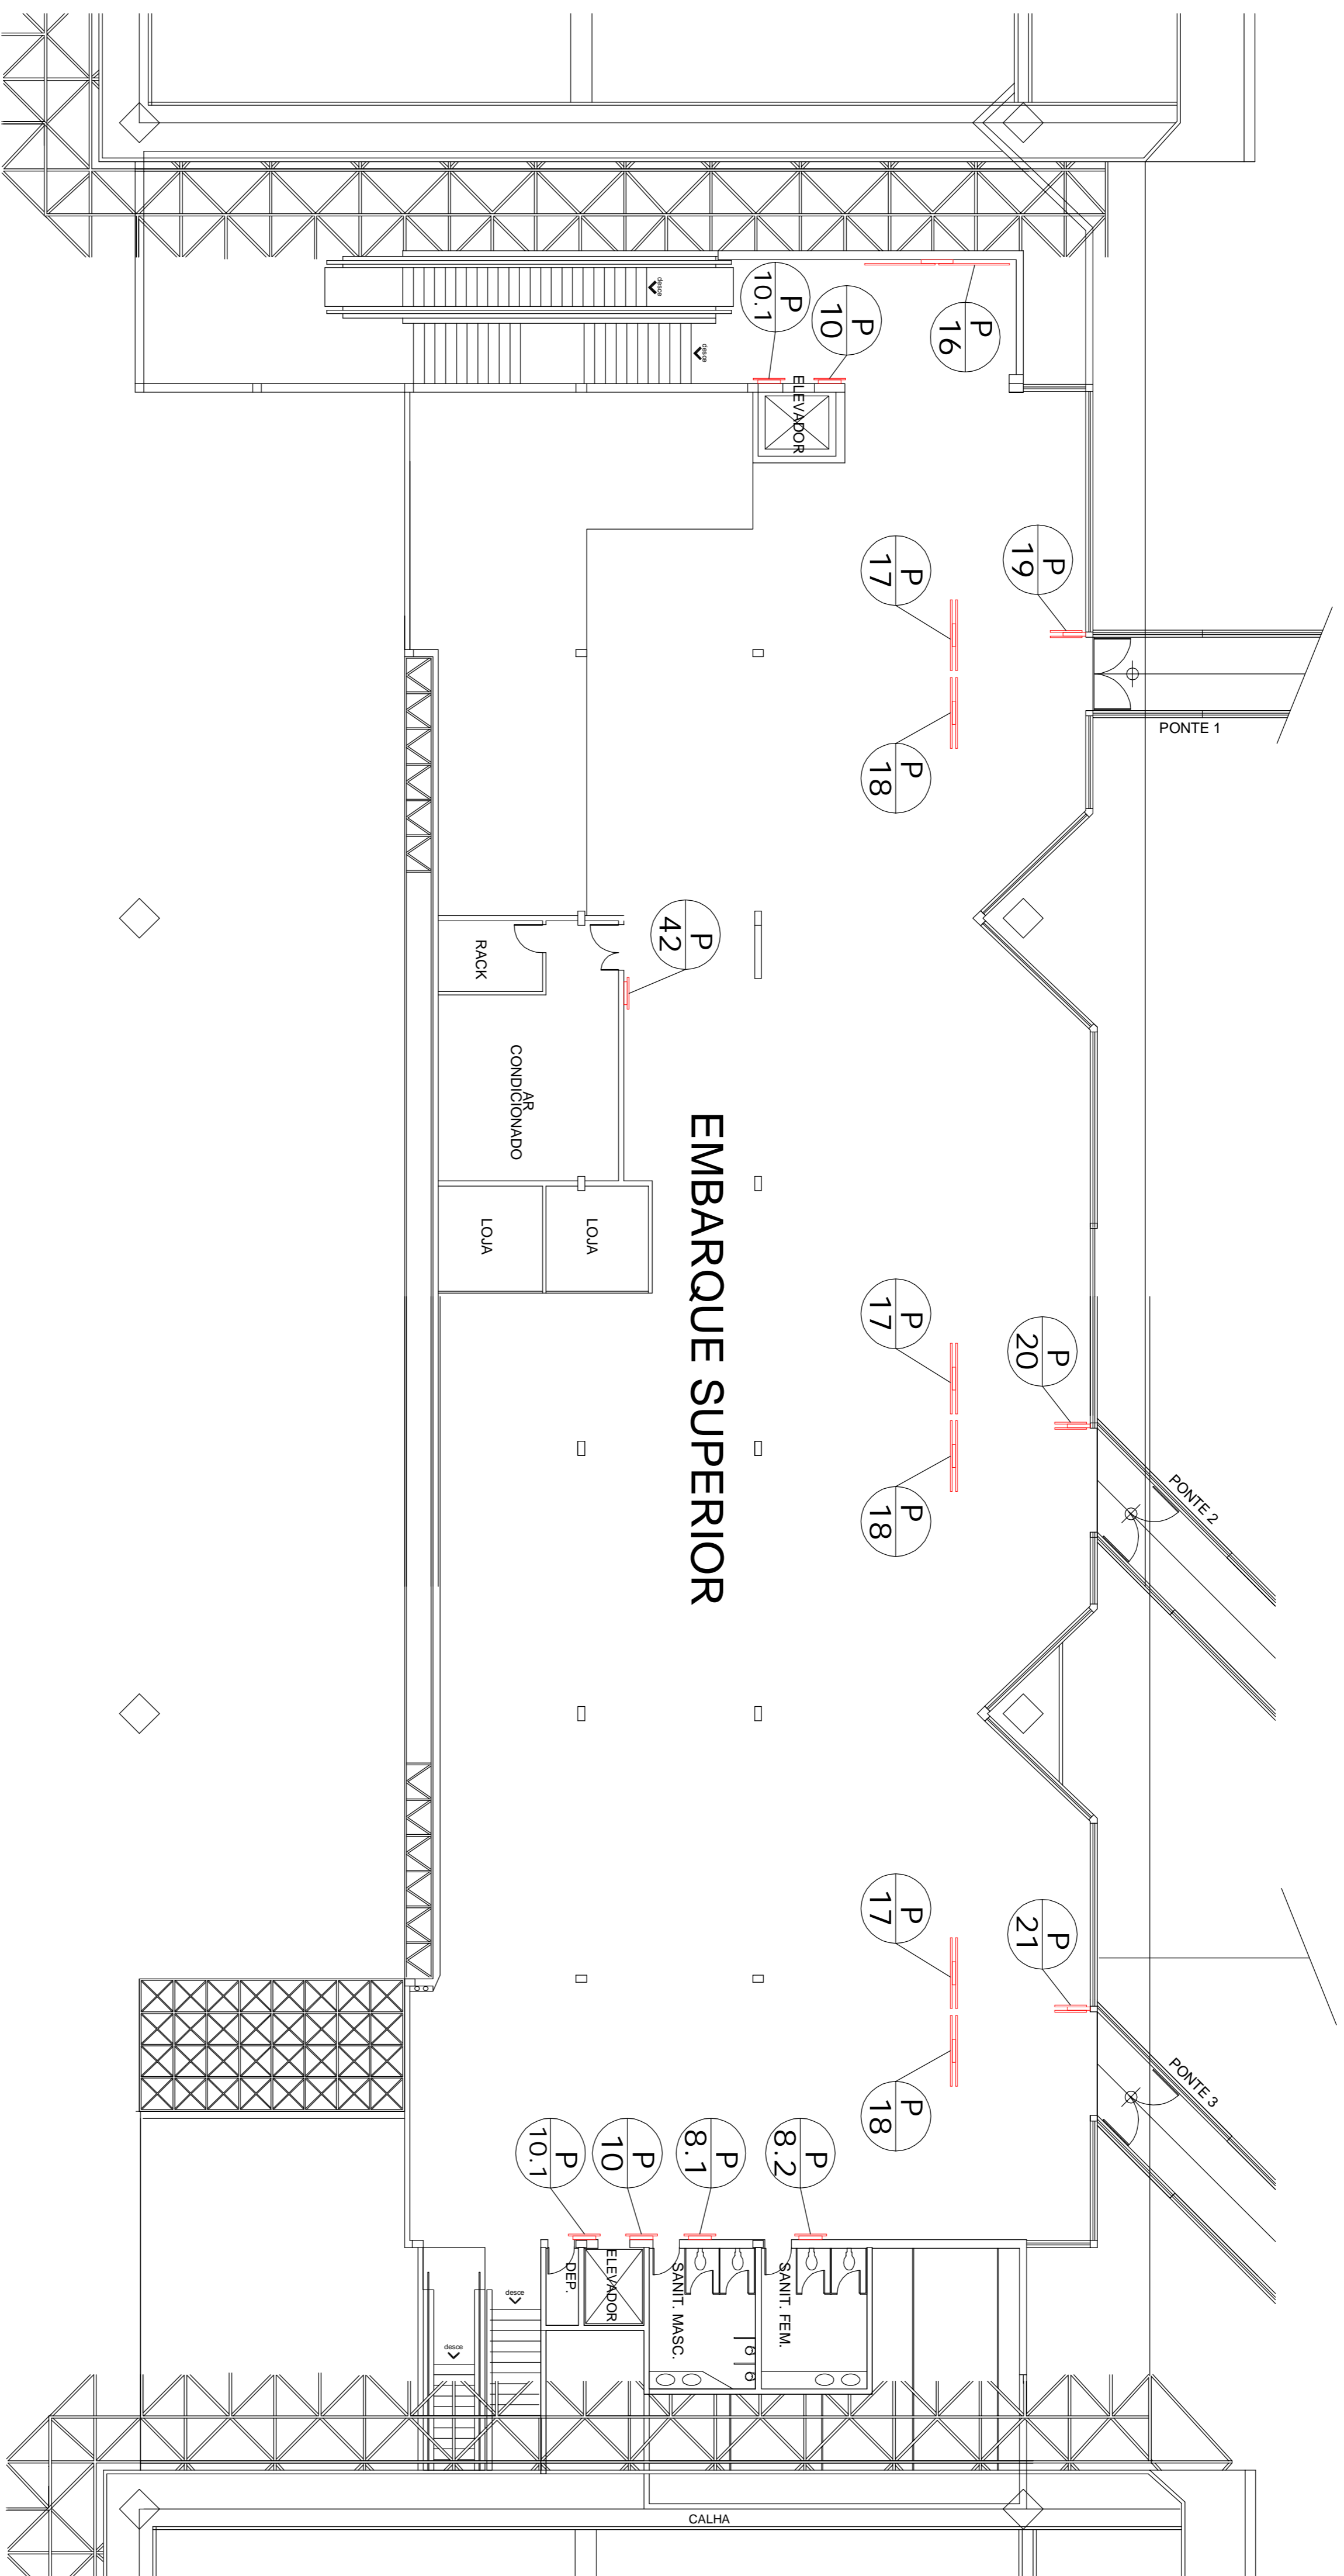 desce
desce
P
10.1
P
10
P
16
ELEVADOR
P
17
P
19
P
18
PONTE 1
P
42
RACK
AR
CONDICIONADO
LOJA
LOJA
EMBARQUE SUPERIOR
P
17
P
20
P
18
PONTE 2
P
17
P
21
P
18
PONTE 3
P
10.1
P
10
P
8.1
P
8.2
DEP.
ELEVADOR
SANIT. MASC.
SANIT. FEM.
desce
desce
CALHA